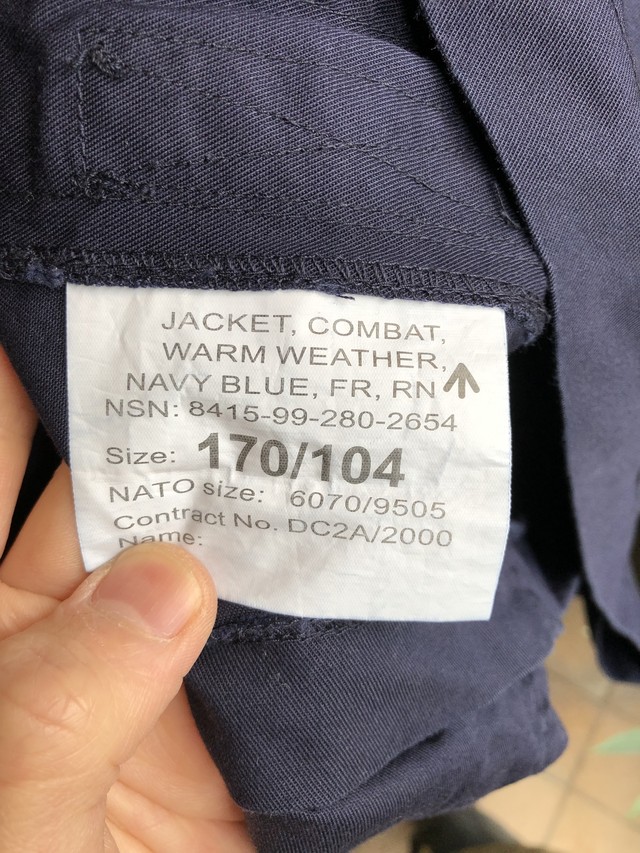 JACKET, COMBAT,
WARM WEATHER,
NAVY BLUE, FR, RN
NSN: 8415-99-280-2654
Size: 170/104
NATO size: 6070/9505
Contract No. DC2A/2000
Name: